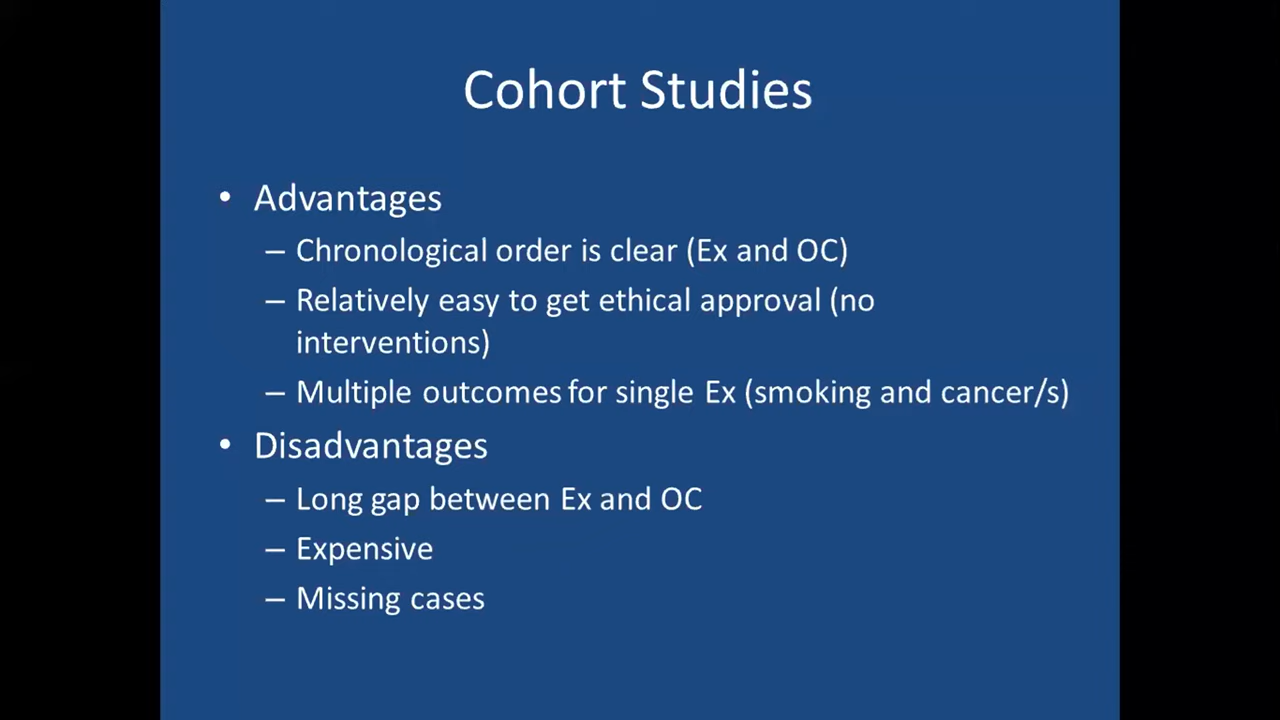 Cohort Studies
• Advantages
– Chronological order is clear (Ex and OC)
– Relatively easy to get ethical approval (no
interventions)
– Multiple outcomes for single Ex (smoking and cancer/s)
• Disadvantages
– Long gap between Ex and OC
– Expensive
– Missing cases